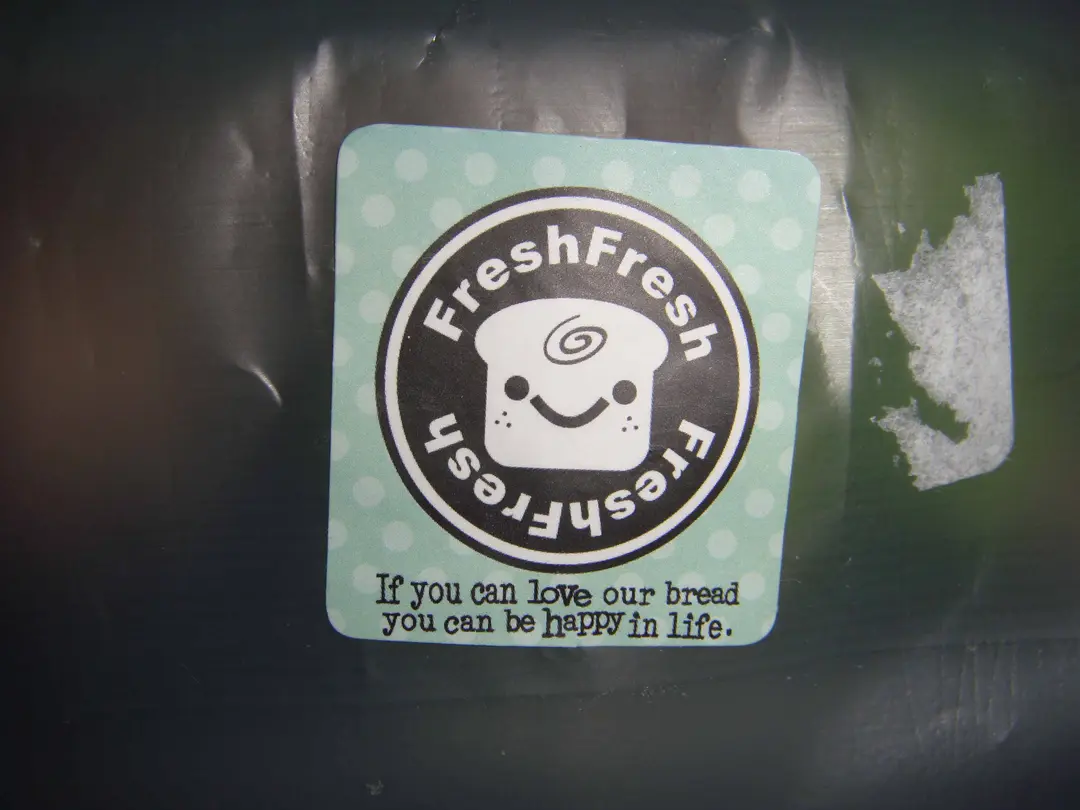 FreshFresh
FreshFresh
If you can love our bread
you can be happy in life.